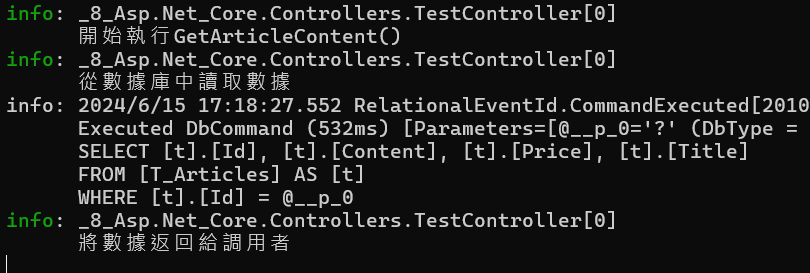 info: _8_Asp.Net_Core.Controllers.TestController[0]
開始執行GetArticleContent()
info: _8_Asp.Net_Core.Controllers.TestController[0]
從數據庫中讀取數據
info: 2024/6/15 17:18:27.552 RelationalEventId.CommandExecuted[2010
Executed DbCommand (532ms) [Parameters=[@__p_0='?' (DbType =
SELECT [t].[Id], [t].[Content], [t].[Price], [t].[Title]
FROM [T_Articles] AS [t]
WHERE [t].[Id] = @__p_0
info: _8_Asp.Net_Core.Controllers.TestController[0]
將數據返回給調用者